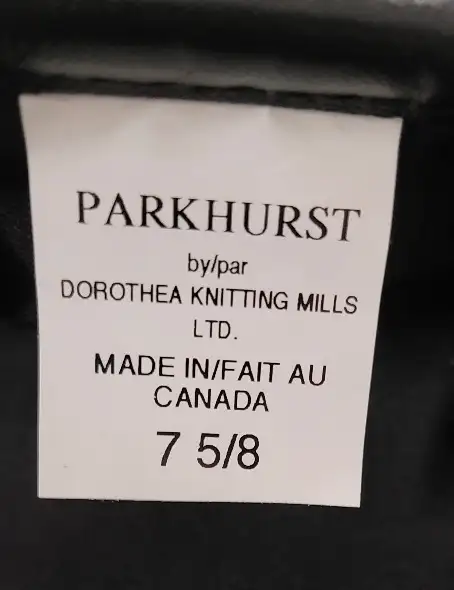 PARKHURST
by/par
DOROTHEA KNITTING MILLS
LTD.
MADE IN/FAIT AU
CANADA
7 5/8